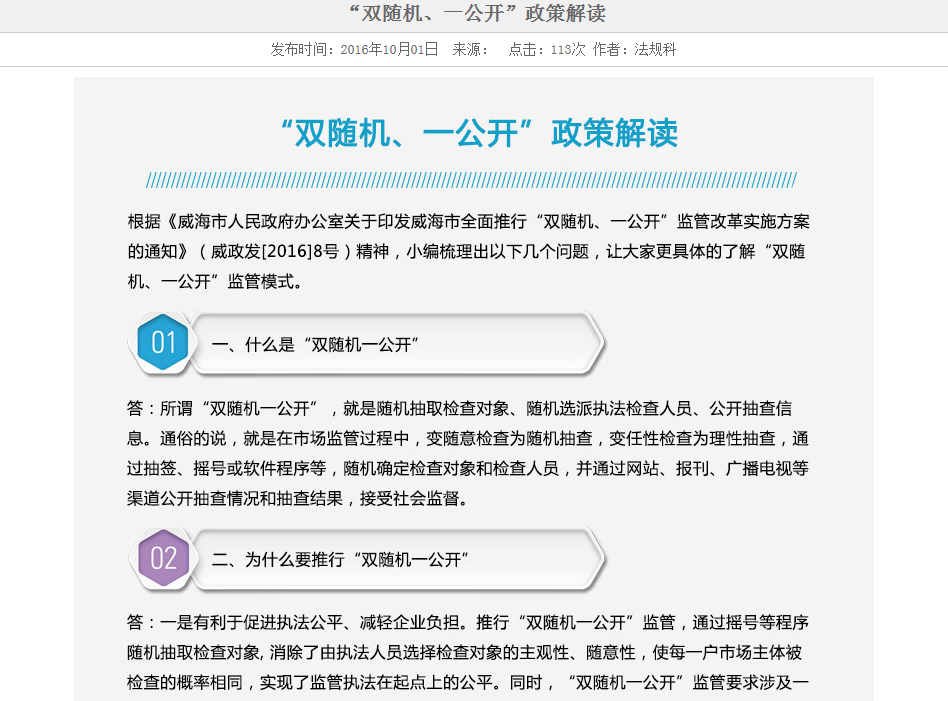 “双随机、一公开”政策解读
发布时间：2016年10月01日 来源： 点击：113次 作者：法规科
“双随机、一公开”政策解读
根据《威海市人民政府办公室关于印发威海市全面推行“双随机、一公开”监管改革实施方案
的通知》（威政发[2016]8号）精神，小编梳理出以下几个问题，让大家更具体的了解“双随
机、一公开”监管模式。
01 一、什么是“双随机一公开”
答：所谓“双随机一公开”，就是随机抽取检查对象、随机选派执法检查人员、公开抽查信
息。通俗的说，就是在市场监管过程中，变随意检查为随机抽查，变任性检查为理性抽查，通
过抽签、摇号或软件程序等，随机确定检查对象和检查人员，并通过网站、报刊、广播电视等
渠道公开抽查情况和抽查结果，接受社会监督。
02 二、为什么要推行“双随机一公开”
答：一是有利于促进执法公平、减轻企业负担。推行“双随机一公开”监管，通过摇号等程序
随机抽取检查对象, 消除了由执法人员选择检查对象的主观性、随意性，使每一户市场主体被
检查的概率相同，实现了监管执法在起点上的公平。同时，“双随机一公开”监管要求涉及一